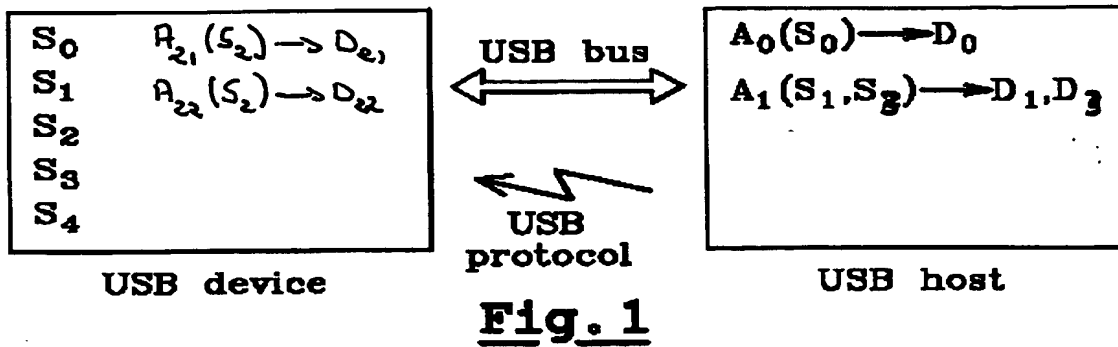 S₀ A₂₁(S₂) → D₂₁
S₁ A₂₂(S₂) → D₂₂
S₂
S₃
S₄
USB device
USB bus
USB
protocol
A₀(S₀) → D₀
A₁(S₁,S₃) → D₁,D₃
USB host
Fig. 1